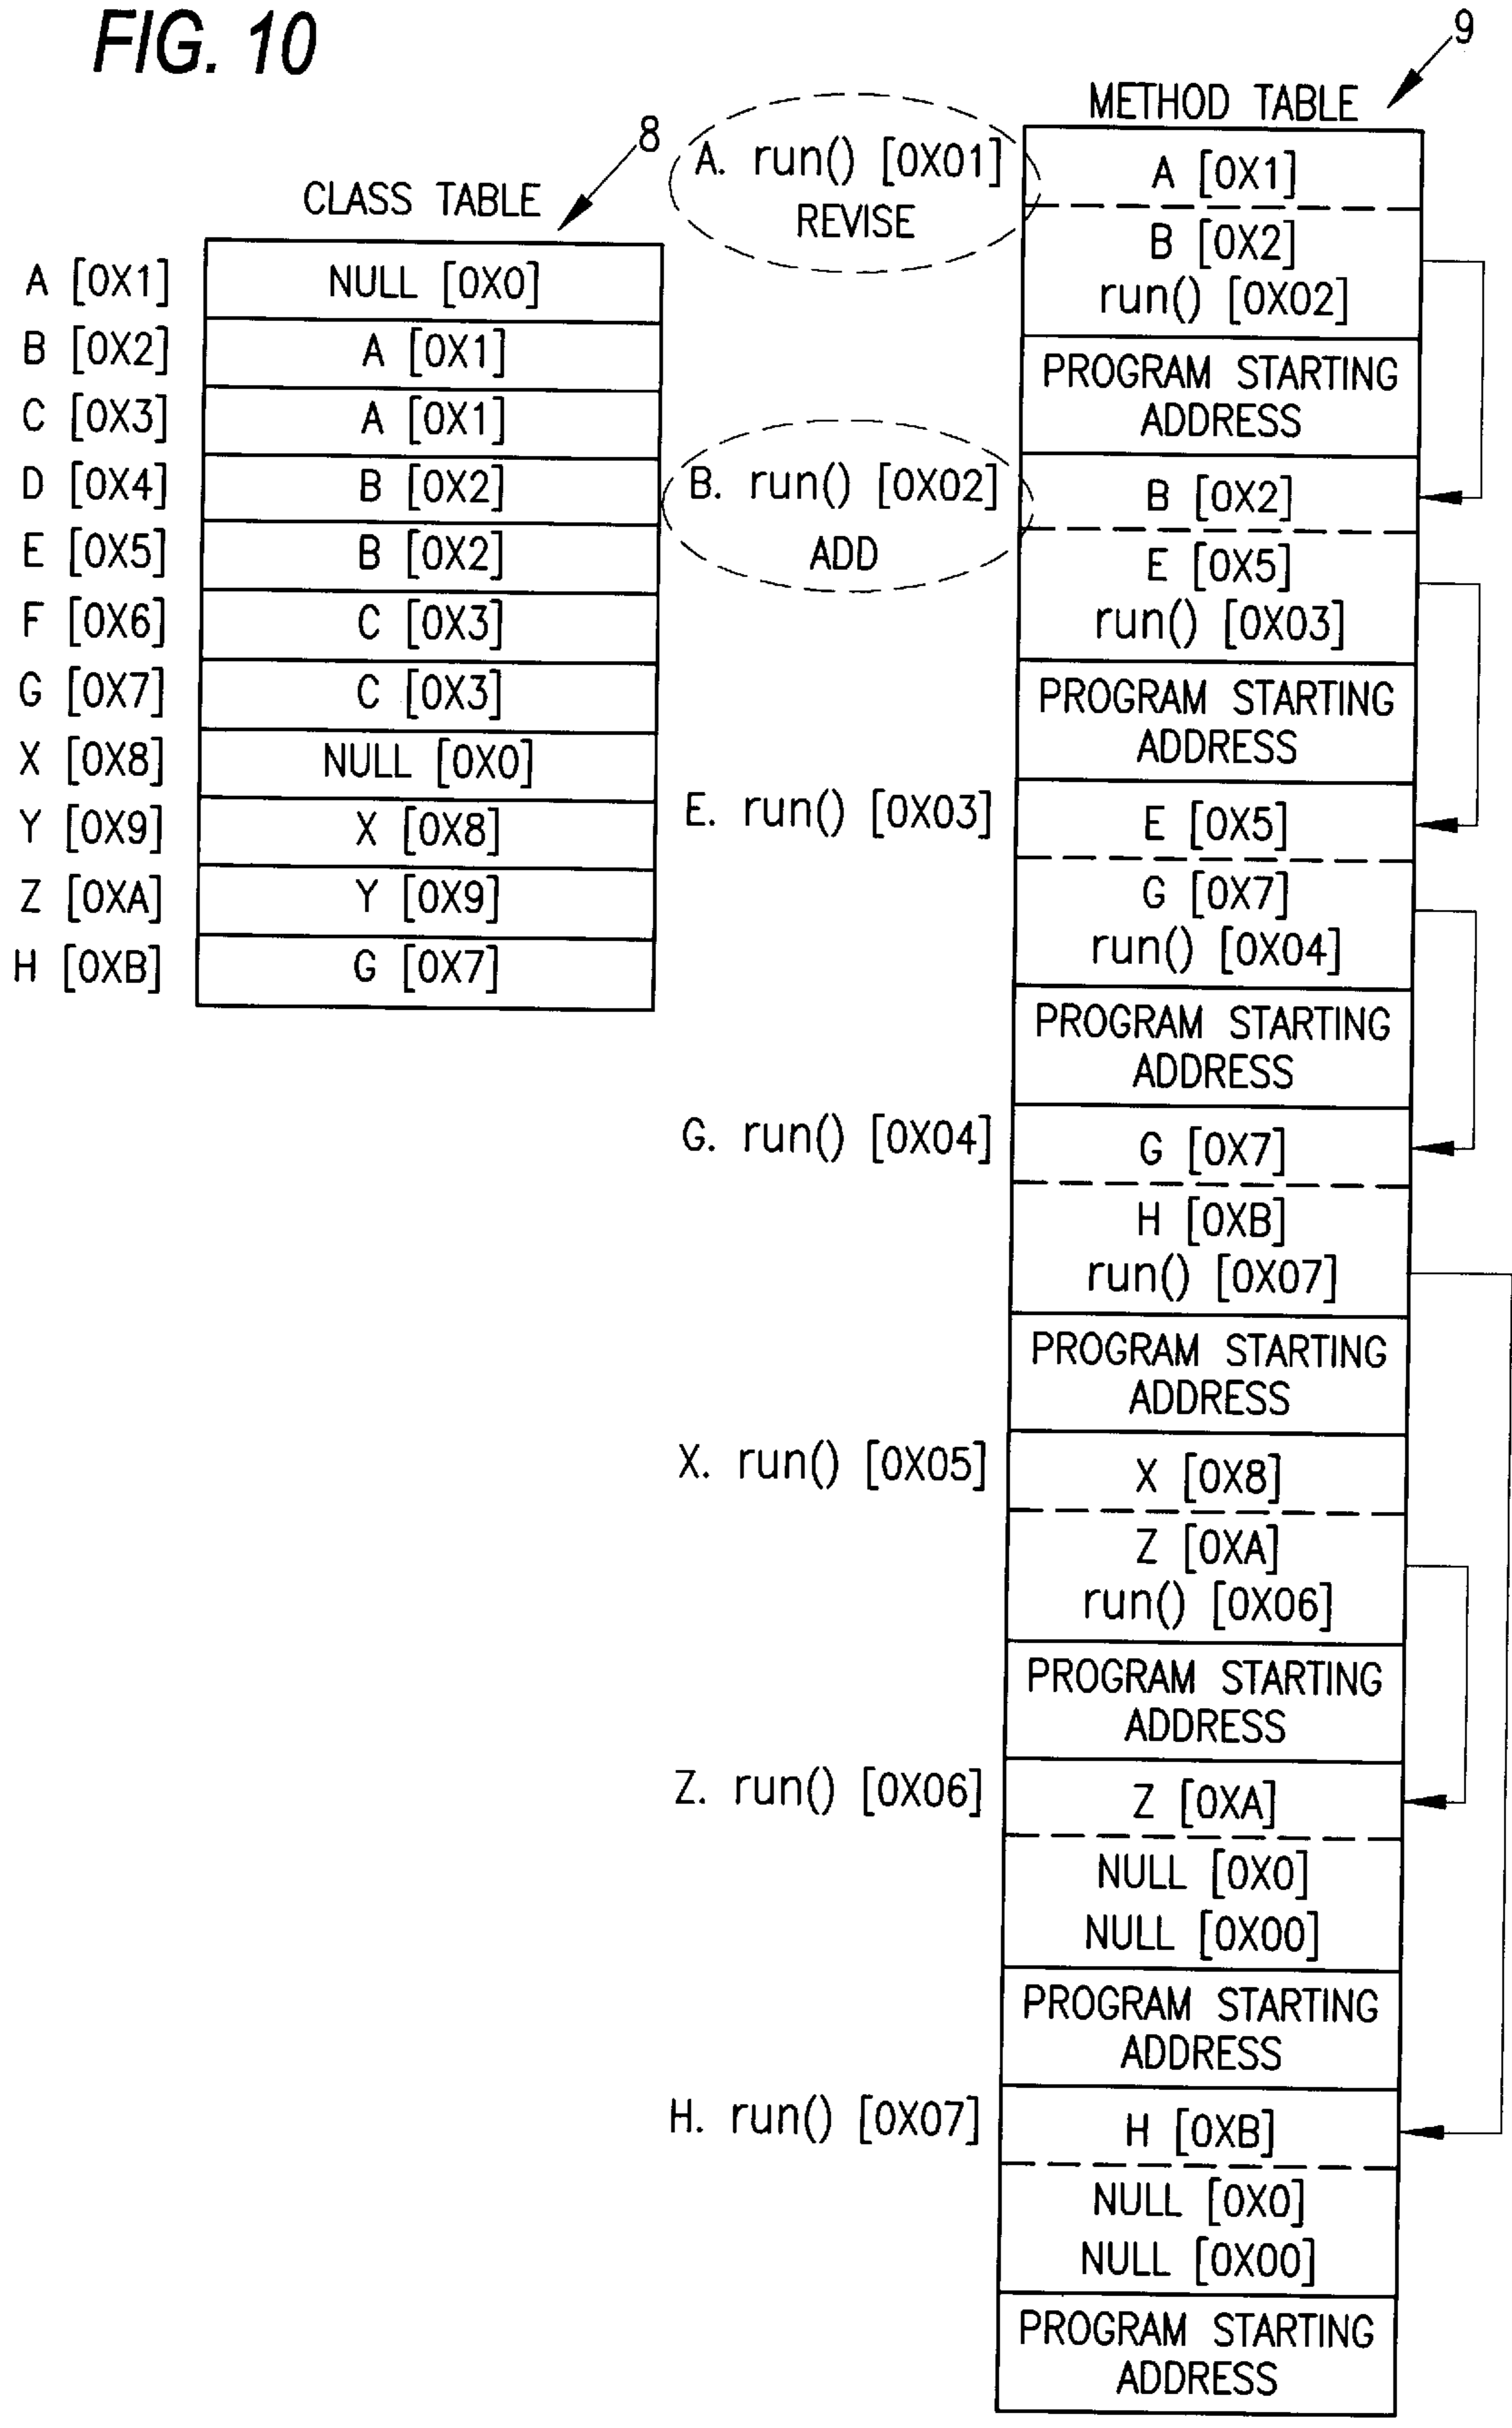 FIG. 10
8
CLASS TABLE
A [0X1] NULL [0X0]
B [0X2] A [0X1]
C [0X3] A [0X1]
D [0X4] B [0X2]
E [0X5] B [0X2]
F [0X6] C [0X3]
G [0X7] C [0X3]
X [0X8] NULL [0X0]
Y [0X9] X [0X8]
Z [0XA] Y [0X9]
H [0XB] G [0X7]
9
METHOD TABLE
A. run() [0X01]
REVISE
A [0X1]
B [0X2]
run() [0X02]
PROGRAM STARTING
ADDRESS
B. run() [0X02]
ADD
B [0X2]
E [0X5]
run() [0X03]
PROGRAM STARTING
ADDRESS
E. run() [0X03]
E [0X5]
G [0X7]
run() [0X04]
PROGRAM STARTING
ADDRESS
G. run() [0X04]
G [0X7]
H [0XB]
run() [0X07]
PROGRAM STARTING
ADDRESS
X. run() [0X05]
X [0X8]
Z [0XA]
run() [0X06]
PROGRAM STARTING
ADDRESS
Z. run() [0X06]
Z [0XA]
NULL [0X0]
NULL [0X00]
PROGRAM STARTING
ADDRESS
H. run() [0X07]
H [0XB]
NULL [0X0]
NULL [0X00]
PROGRAM STARTING
ADDRESS